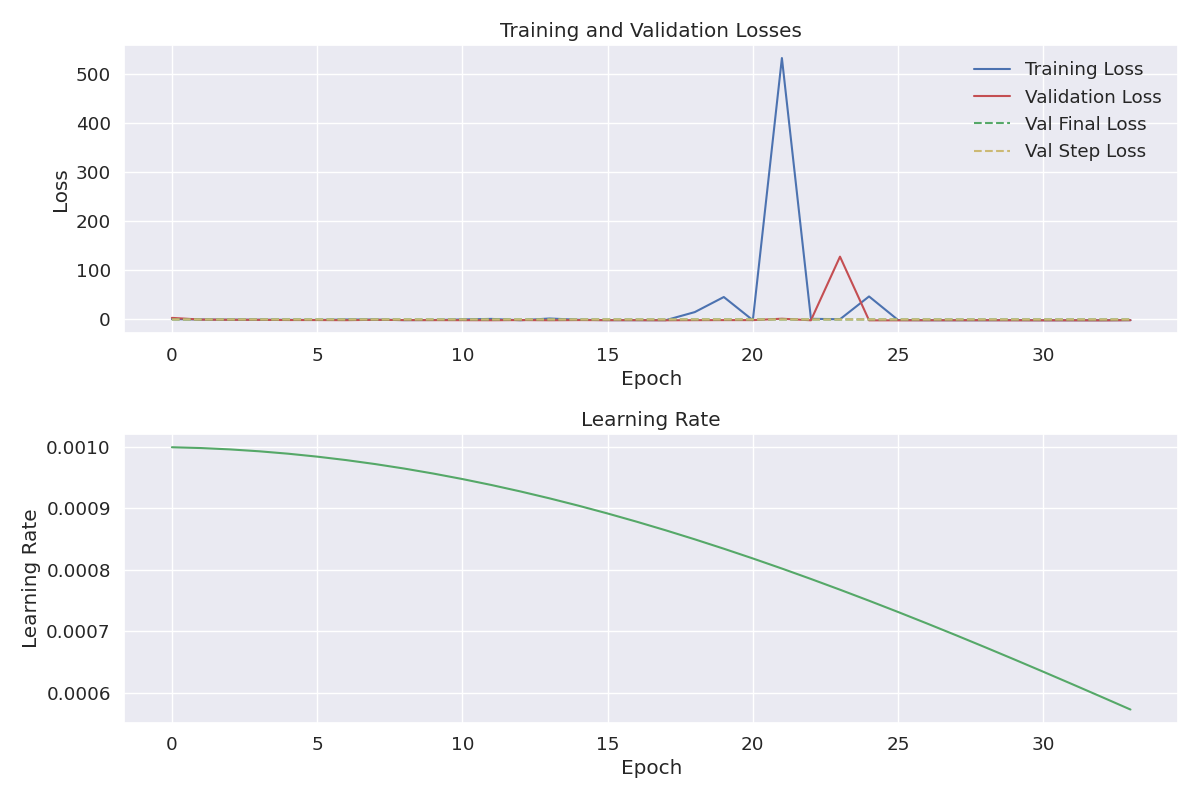 Training and Validation Losses
Loss
500
400
300
200
100
0
Training Loss
Validation Loss
Val Final Loss
Val Step Loss
0 5 10 15 20 25 30
Epoch
Learning Rate
Learning Rate
0.0010
0.0009
0.0008
0.0007
0.0006
0 5 10 15 20 25 30
Epoch